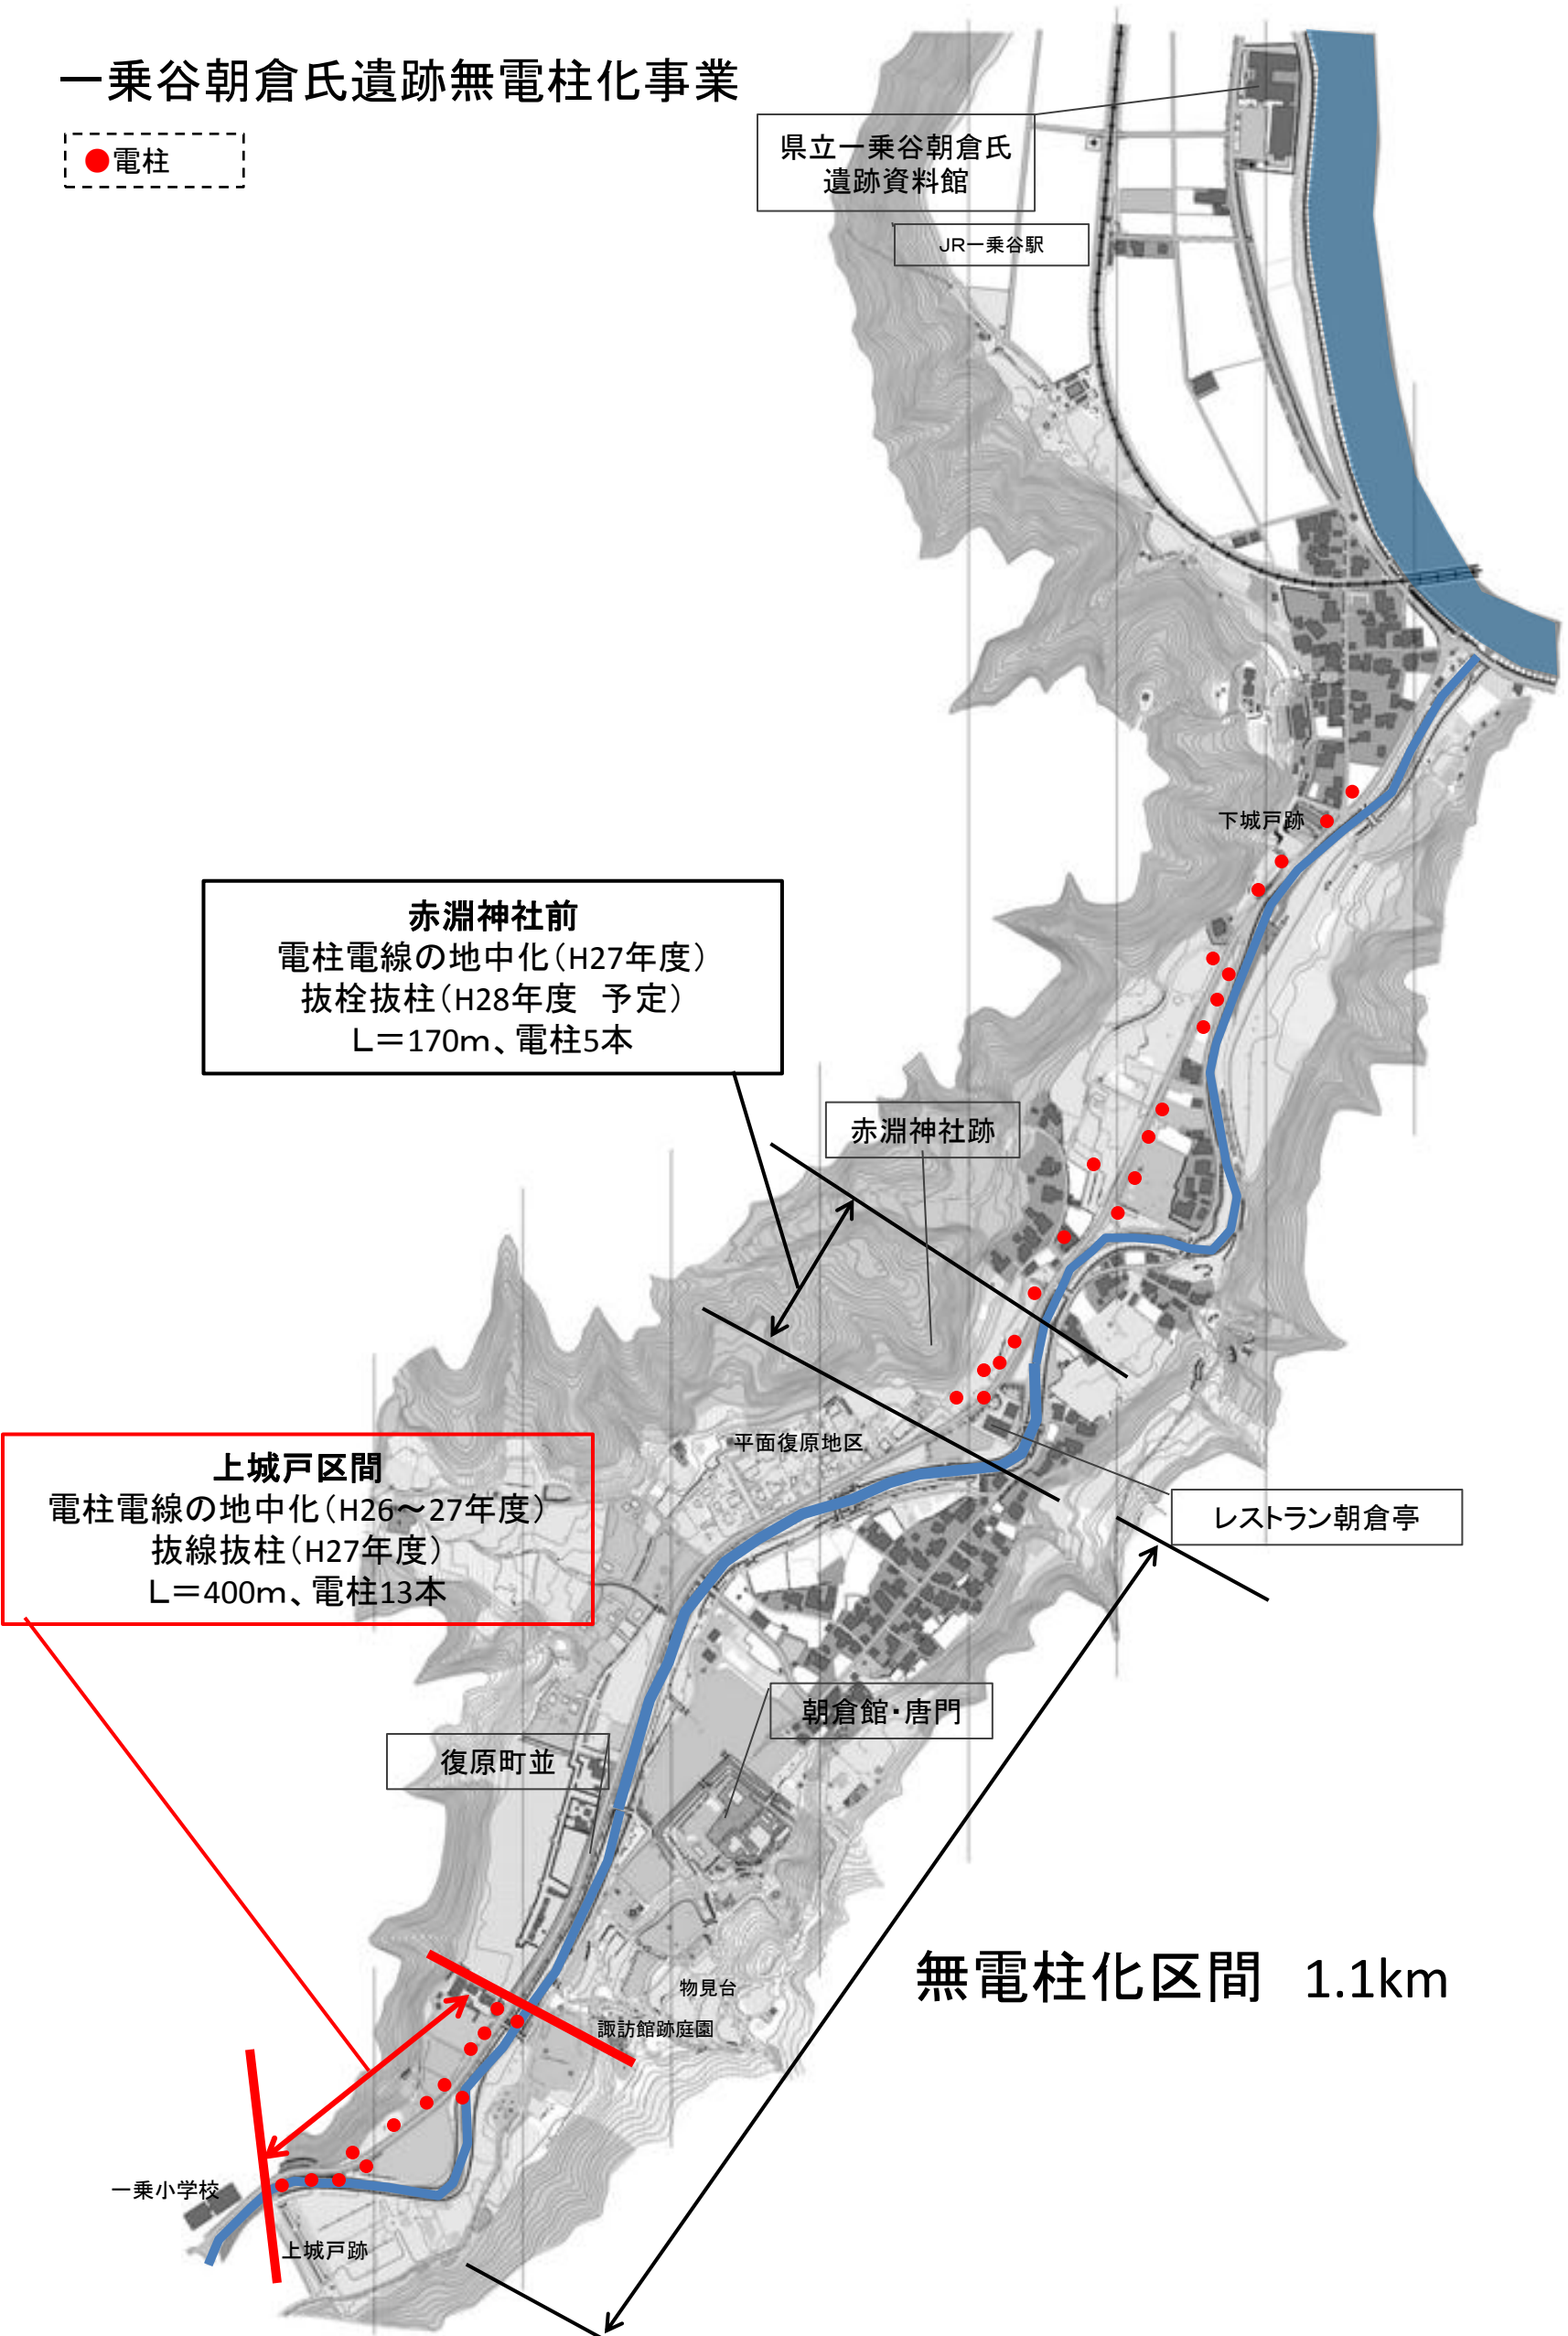 一乗谷朝倉氏遺跡無電柱化事業
電柱
県立一乗谷朝倉氏
遺跡資料館
JR一乗谷駅
下城戸跡
赤淵神社前
電柱電線の地中化(H27年度)
抜栓抜柱(H28年度　予定)
L=170m、電柱5本
赤淵神社跡
平面復原地区
上城戸区間
電柱電線の地中化(H26~27年度)
抜線抜柱(H27年度)
L=400m、電柱13本
レストラン朝倉亭
朝倉館・唐門
復原町並
無電柱化区間　1.1km
物見台
諏訪館跡庭園
一乗小学校
上城戸跡